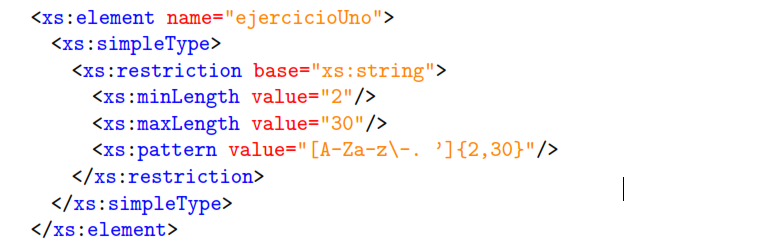 <xs:element name="ejercicioUno">
<xs:simpleType>
<xs:restriction base="xs:string">
<xs:minLength value="2"/>
<xs:maxLength value="30"/>
<xs:pattern value="[A-Za-z\-. ’]{2,30}"/>
</xs:restriction>
</xs:simpleType>
</xs:element>